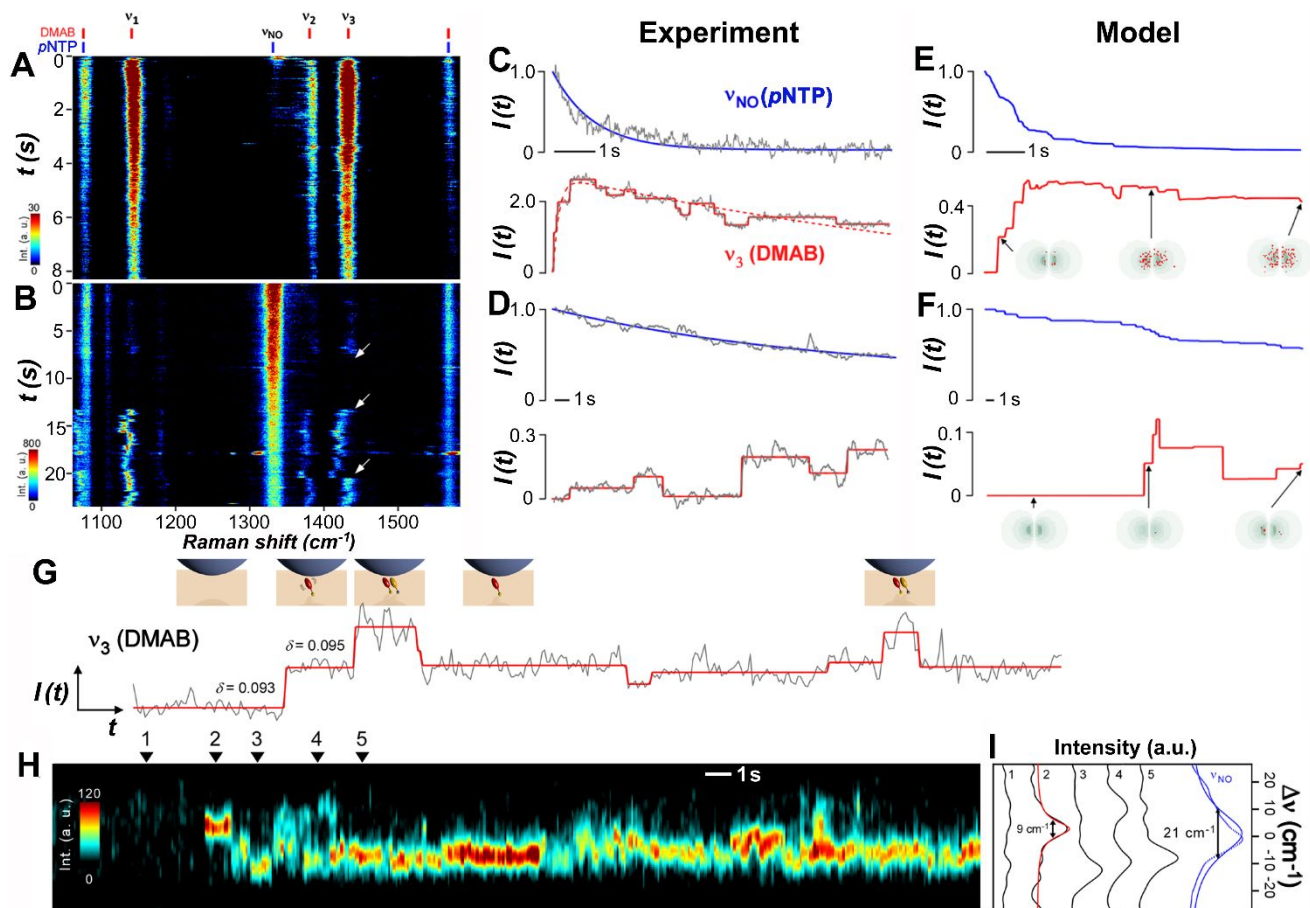 ν1 νNO ν2 ν3
DMAB
pNTP
Experiment
Model
A
0
2
4
6
8
t (s)
30
Int. (a. u.)
0
B
0
5
10
15
20
t (s)
800
Int. (a. u.)
0
1100 1200 1300 1400 1500
Raman shift (cm-1)
C
1.0
I (t)
0
νNO (pNTP)
1 s
2.0
I (t)
0
ν3 (DMAB)
D
1.0
I (t)
0
1 s
0.3
I (t)
0
E
1.0
I (t)
0
1 s
0.4
I (t)
0
F
1.0
I (t)
0
1 s
0.1
I (t)
0
G
ν3 (DMAB)
δ = 0.093
δ = 0.095
I (t)
t
1 2 3 4 5
H
120
Int. (a. u.)
0
1s
I
Intensity (a.u.)
1 2 3 4 5 νNO
9 cm-1
21 cm-1
20
10
0
-10
-20
Δν (cm-1)